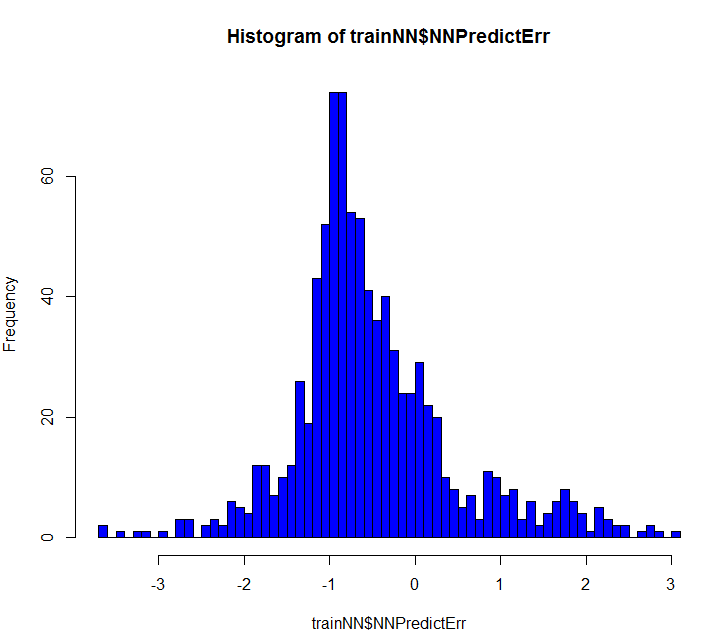 Histogram of trainNN$NNPredictErr
60
40
20
0
Frequency
-3 -2 -1 0 1 2 3
trainNN$NNPredictErr